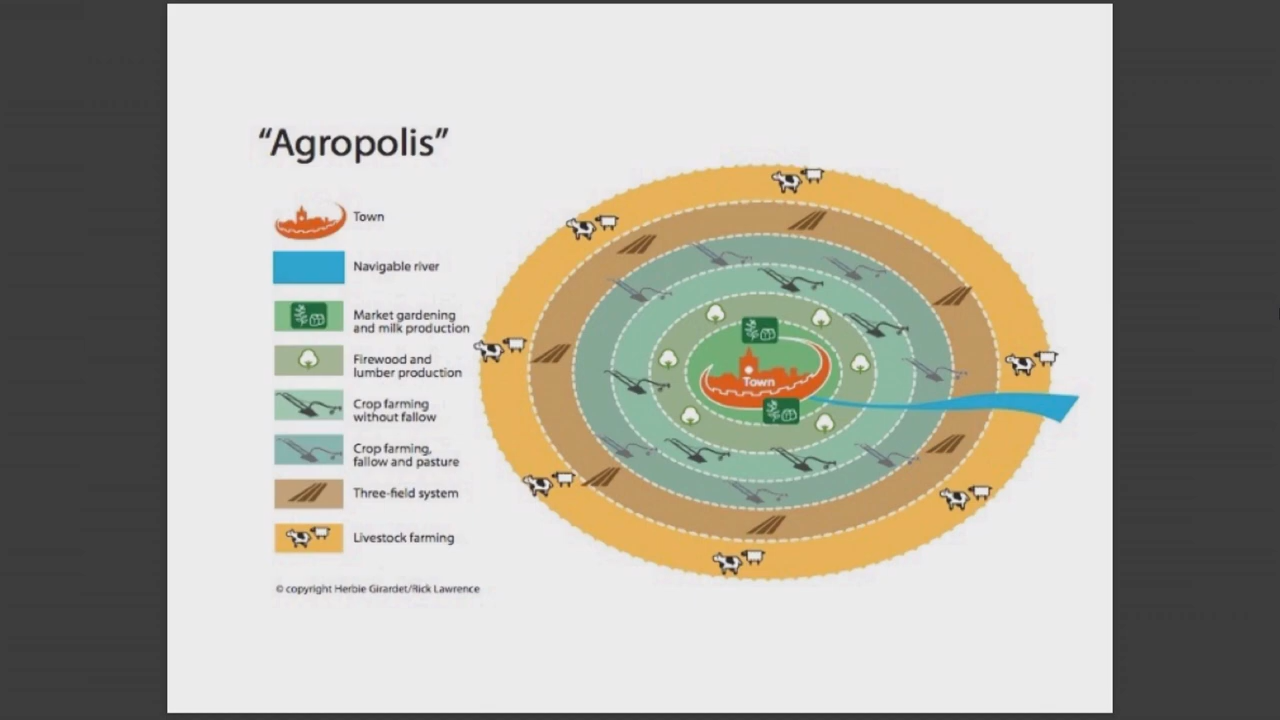 “Agropolis”
Town
Navigable river
Market gardening
and milk production
Firewood and
lumber production
Crop farming
without fallow
Crop farming,
fallow and pasture
Three-field system
Livestock farming
© copyright Herbie Girardet/Rick Lawrence
Town